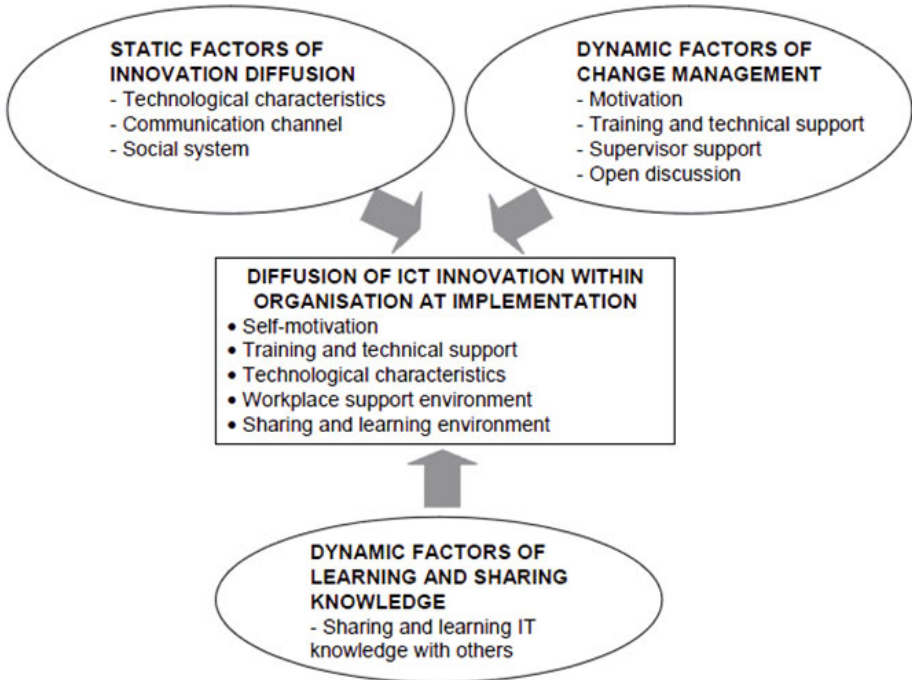 STATIC FACTORS OF
INNOVATION DIFFUSION
- Technological characteristics
- Communication channel
- Social system
DYNAMIC FACTORS OF
CHANGE MANAGEMENT
- Motivation
- Training and technical support
- Supervisor support
- Open discussion
DIFFUSION OF ICT INNOVATION WITHIN
ORGANISATION AT IMPLEMENTATION
• Self-motivation
• Training and technical support
• Technological characteristics
• Workplace support environment
• Sharing and learning environment
DYNAMIC FACTORS OF
LEARNING AND SHARING
KNOWLEDGE
- Sharing and learning IT
knowledge with others